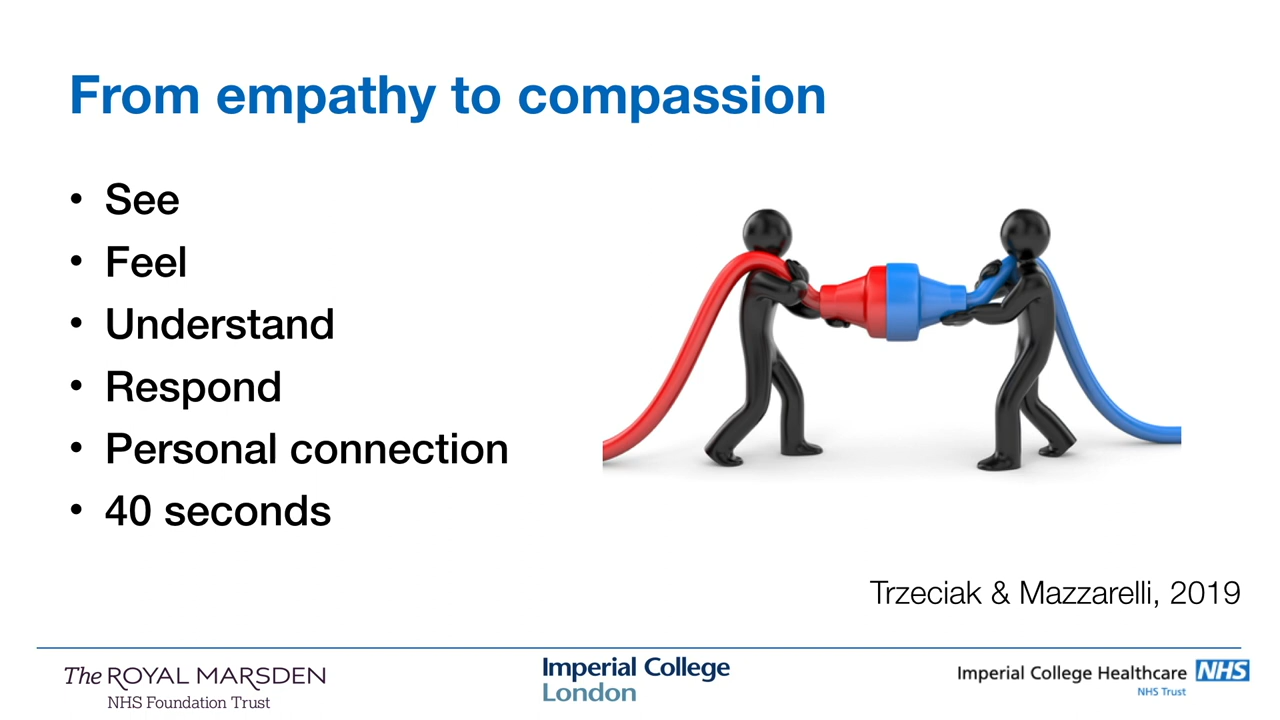 From empathy to compassion
• See
• Feel
• Understand
• Respond
• Personal connection
• 40 seconds
Trzeciak & Mazzarelli, 2019
The ROYAL MARSDEN
NHS Foundation Trust
Imperial College
London
Imperial College Healthcare NHS
NHS Trust